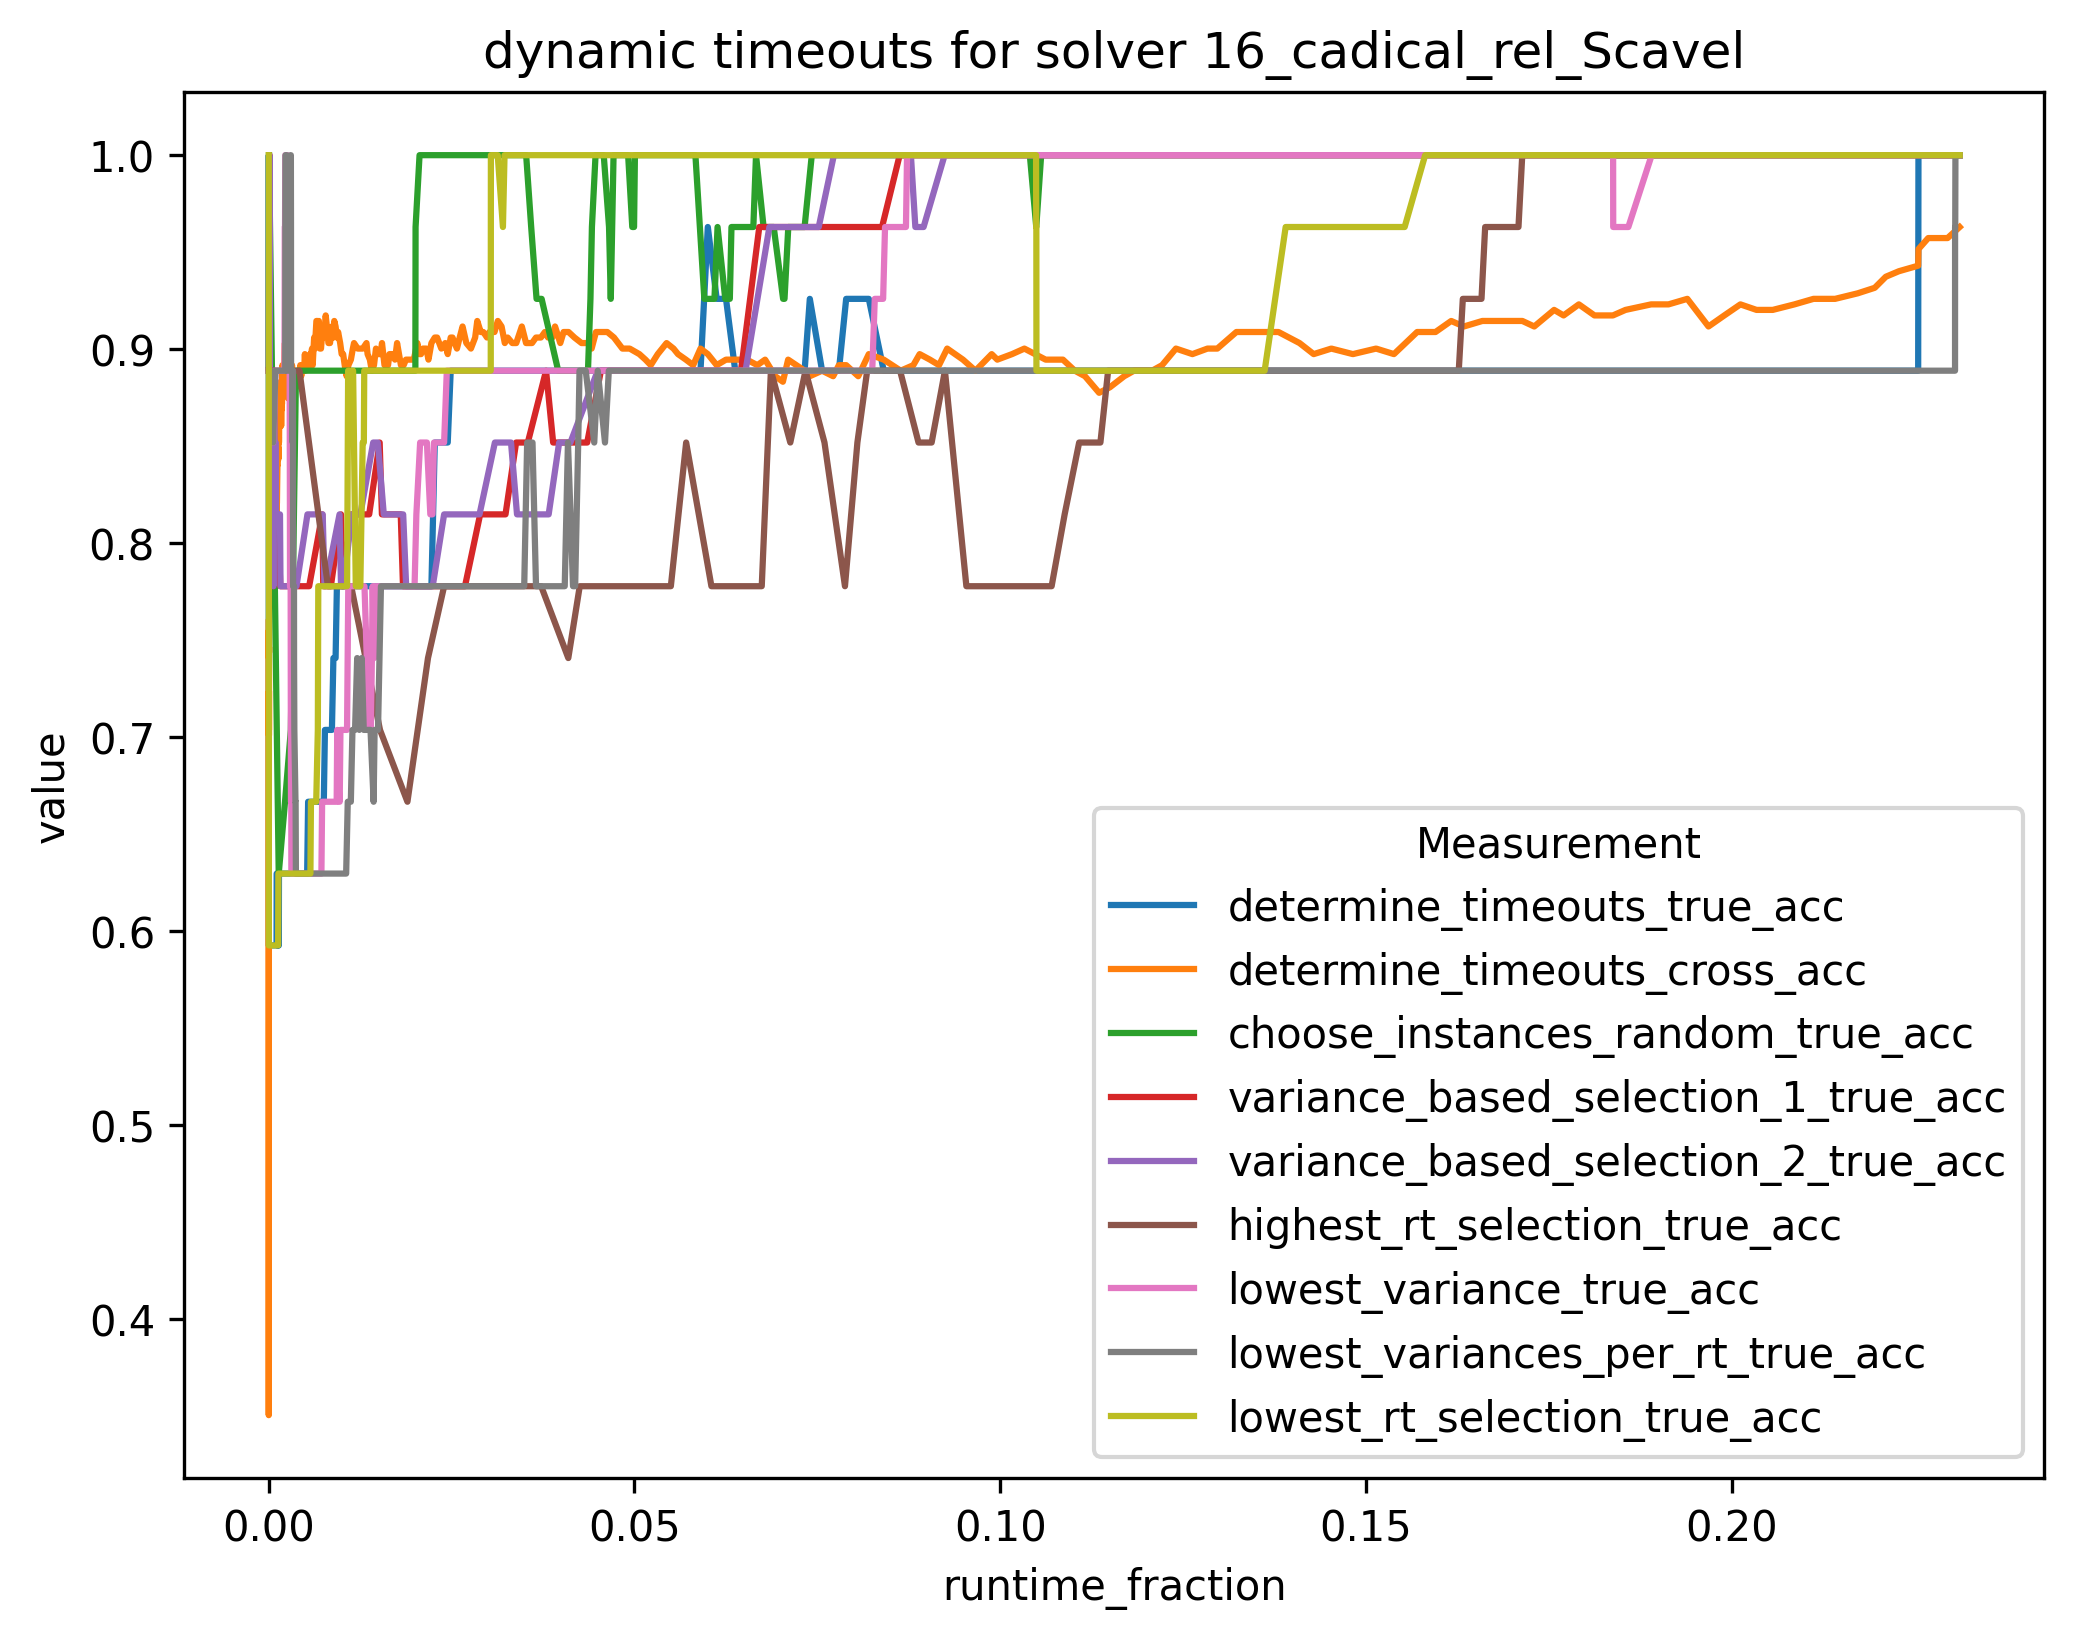 dynamic timeouts for solver 16_cadical_rel_Scavel
1.0
0.9
0.8
0.7
0.6
0.5
0.4
value
0.00
0.05
0.10
0.15
0.20
runtime_fraction
Measurement
determine_timeouts_true_acc
determine_timeouts_cross_acc
choose_instances_random_true_acc
variance_based_selection_1_true_acc
variance_based_selection_2_true_acc
highest_rt_selection_true_acc
lowest_variance_true_acc
lowest_variances_per_rt_true_acc
lowest_rt_selection_true_acc